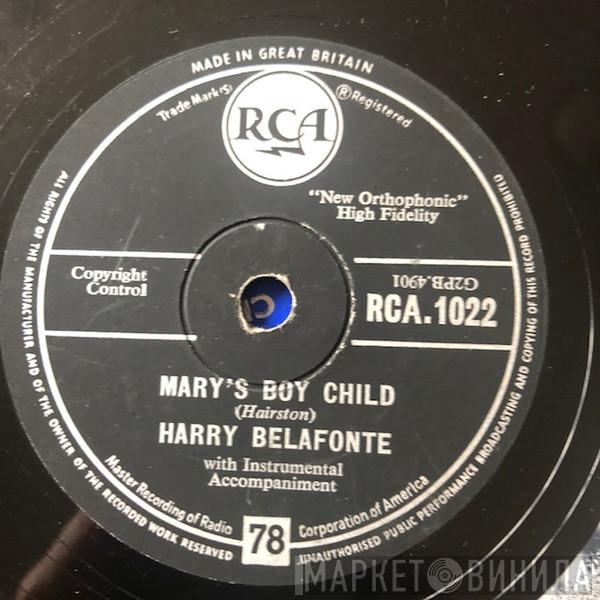 MADE IN GREAT BRITAIN
Trade Mark(S)
® Registered
RCA
"New Orthophonic"
High Fidelity
Copyright
Control
G2PB.4901
RCA.1022
MARY'S BOY CHILD
(Hairston)
HARRY BELAFONTE
with Instrumental
Accompaniment
Master Recording of Radio Corporation of America
78
ALL RIGHTS OF THE MANUFACTURER AND OF THE OWNER OF THE RECORDED WORK RESERVED
UNAUTHORISED PUBLIC PERFORMANCE BROADCASTING AND COPYING OF THIS RECORD PROHIBITED
МАРКЕТ ВИНИЛА